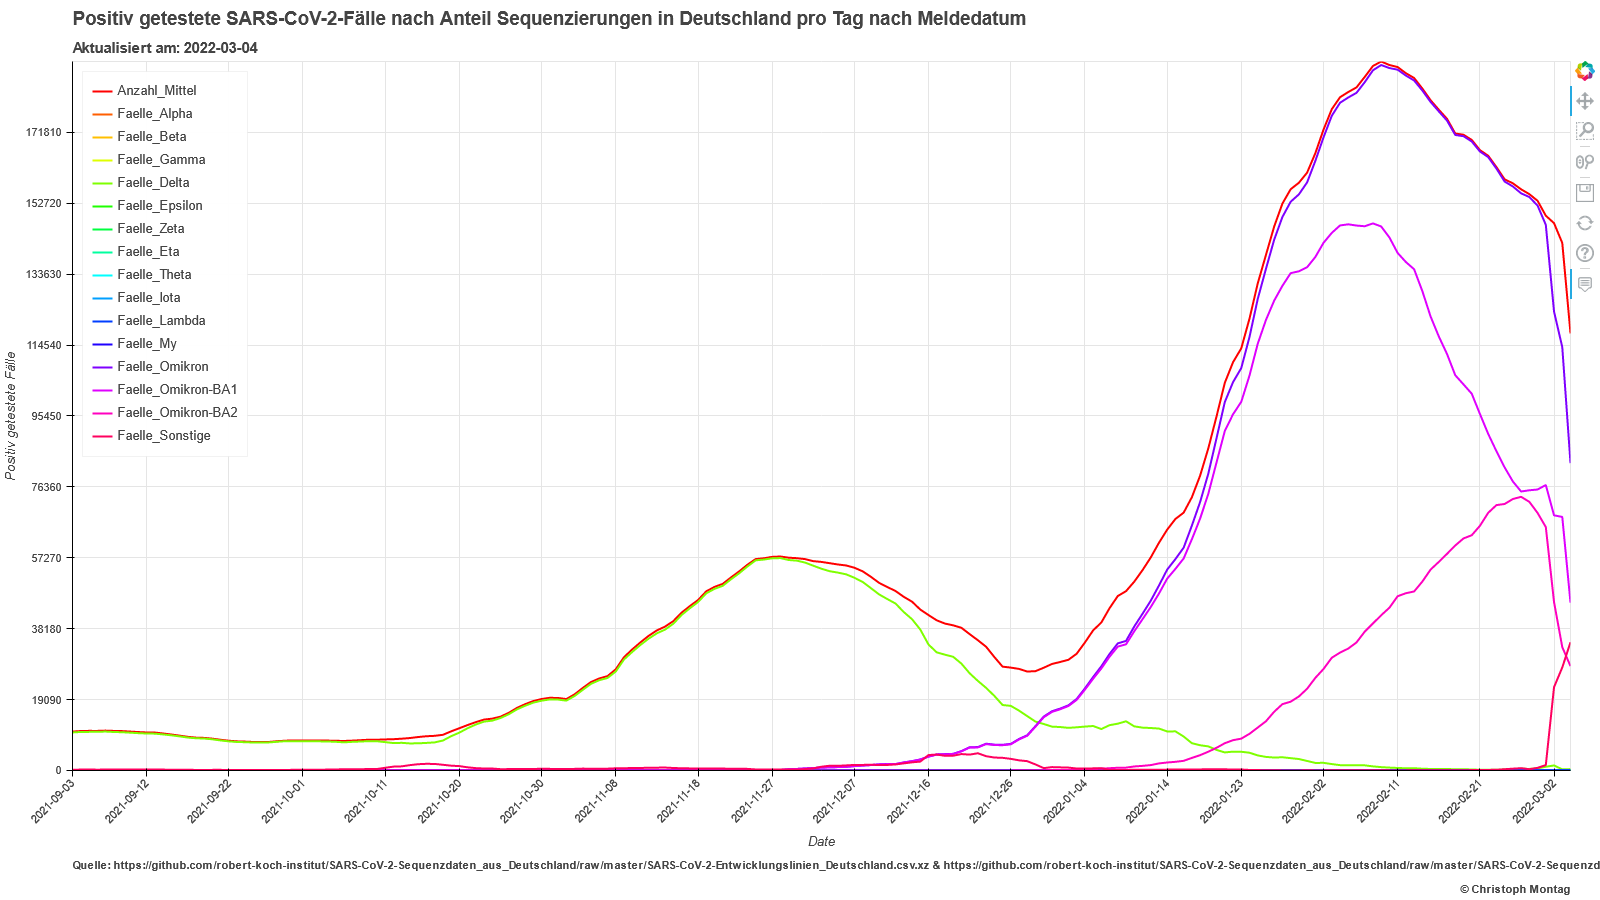 Positiv getestete SARS-CoV-2-Fälle nach Anteil Sequenzierungen in Deutschland pro Tag nach Meldedatum
Aktualisiert am: 2022-03-04
Anzahl_Mittel
Faelle_Alpha
Faelle_Beta
Faelle_Gamma
Faelle_Delta
Faelle_Epsilon
Faelle_Zeta
Faelle_Eta
Faelle_Theta
Faelle_Iota
Faelle_Lambda
Faelle_My
Faelle_Omikron
Faelle_Omikron-BA1
Faelle_Omikron-BA2
Faelle_Sonstige
Positiv getestete Fälle
171810
152720
133630
114540
95450
76360
57270
38180
19090
0
2021-09-03
2021-09-12
2021-09-22
2021-10-01
2021-10-11
2021-10-20
2021-10-30
2021-11-08
2021-11-18
2021-11-27
2021-12-07
2021-12-16
2021-12-26
2022-01-04
2022-01-14
2022-01-23
2022-02-02
2022-02-11
2022-02-21
2022-03-02
Date
Quelle: https://github.com/robert-koch-institut/SARS-CoV-2-Sequenzdaten_aus_Deutschland/raw/master/SARS-CoV-2-Entwicklungslinien_Deutschland.csv.xz & https://github.com/robert-koch-institut/SARS-CoV-2-Sequenzdaten_aus_Deutschland/raw/master/SARS-CoV-2-Sequenzd
© Christoph Montag